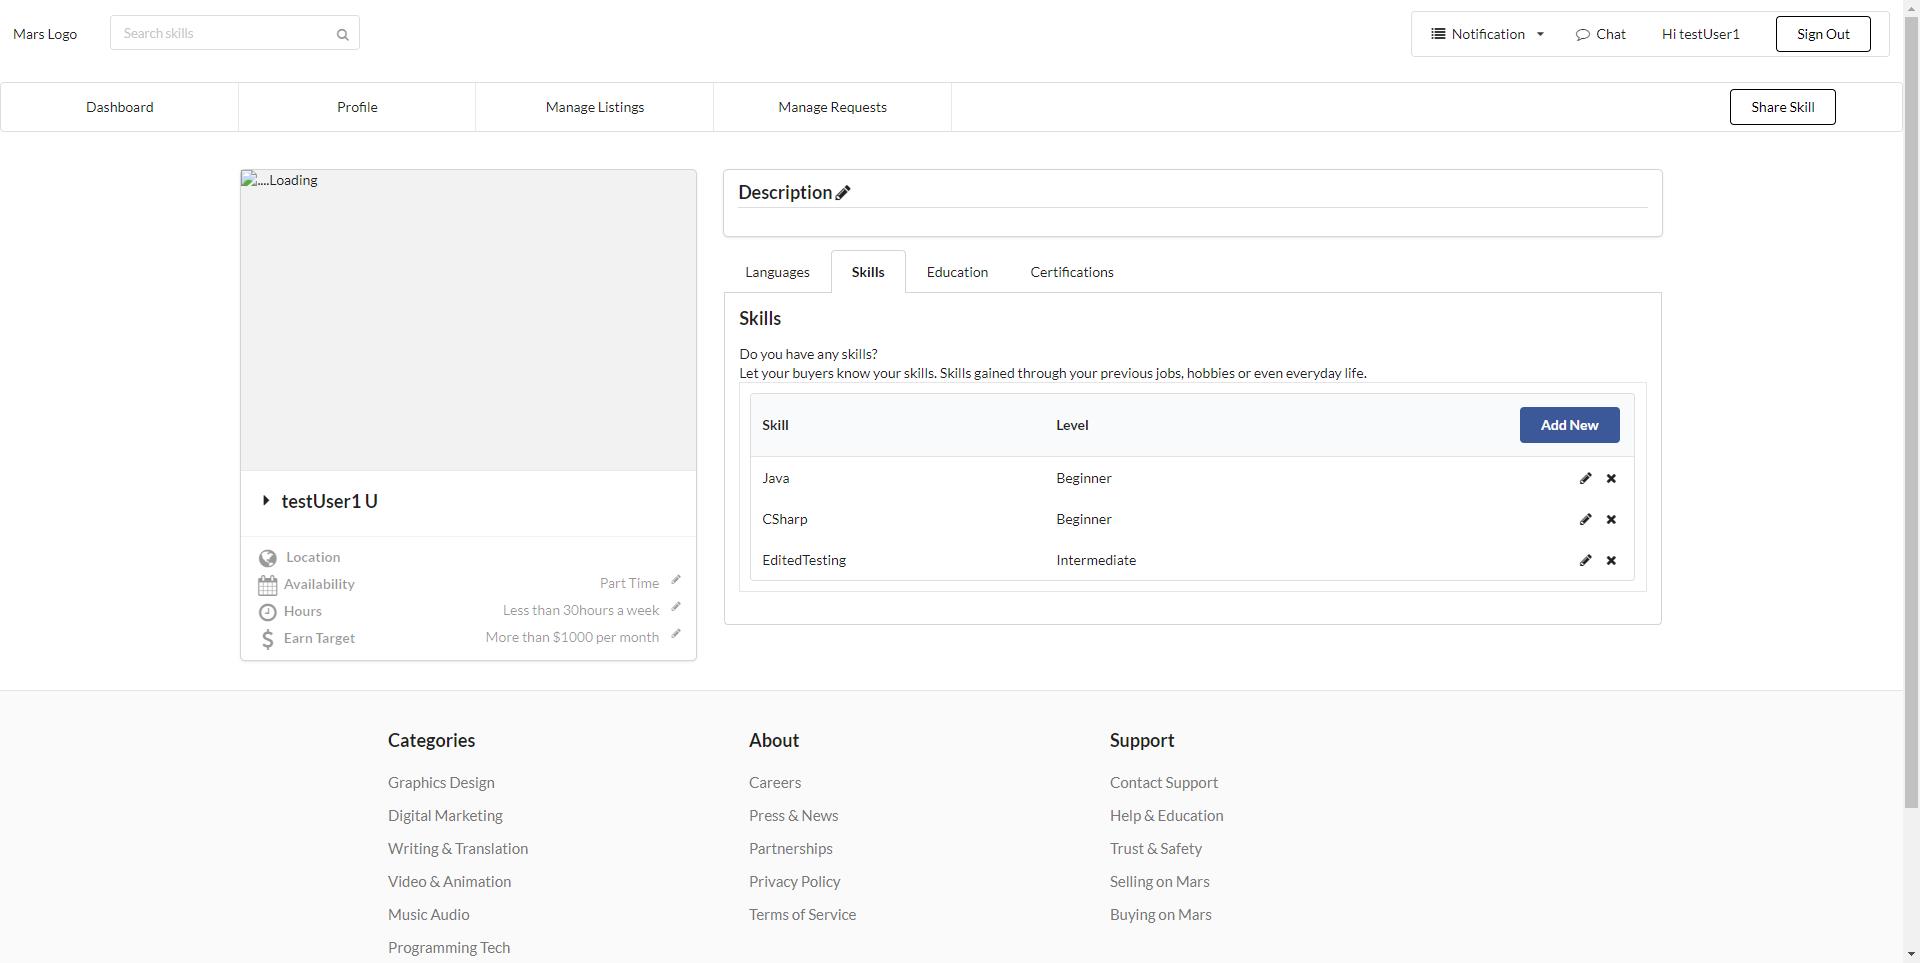 Mars Logo
Search skills
Notification
Chat
Hi testUser1
Sign Out
Dashboard
Profile
Manage Listings
Manage Requests
Share Skill
....Loading
testUser1 U
Location
Availability
Part Time
Hours
Less than 30hours a week
Earn Target
More than $1000 per month
Description
Languages
Skills
Education
Certifications
Skills
Do you have any skills?
Let your buyers know your skills. Skills gained through your previous jobs, hobbies or even everyday life.
Skill
Level
Add New
Java
Beginner
CSharp
Beginner
EditedTesting
Intermediate
Categories
Graphics Design
Digital Marketing
Writing & Translation
Video & Animation
Music Audio
Programming Tech
About
Careers
Press & News
Partnerships
Privacy Policy
Terms of Service
Support
Contact Support
Help & Education
Trust & Safety
Selling on Mars
Buying on Mars